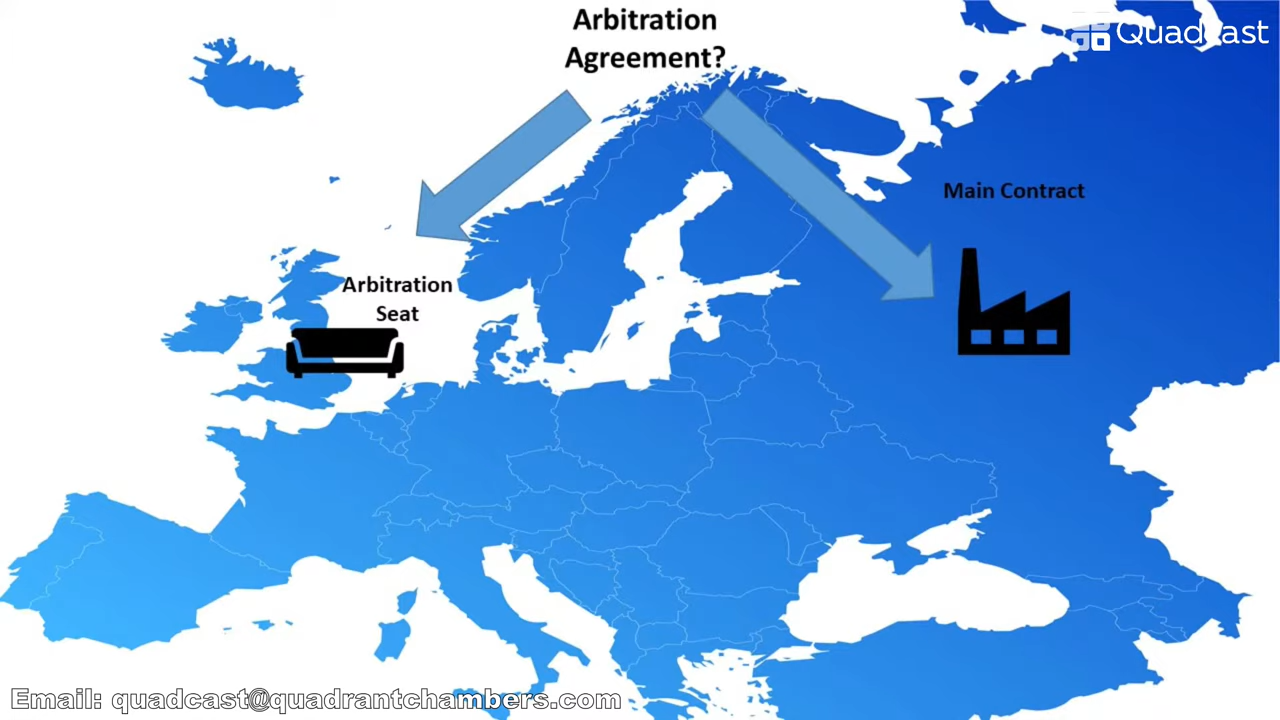 Arbitration
Agreement?
Quadcast
Main Contract
Arbitration
Seat
Email: quadcast@quadrantchambers.com